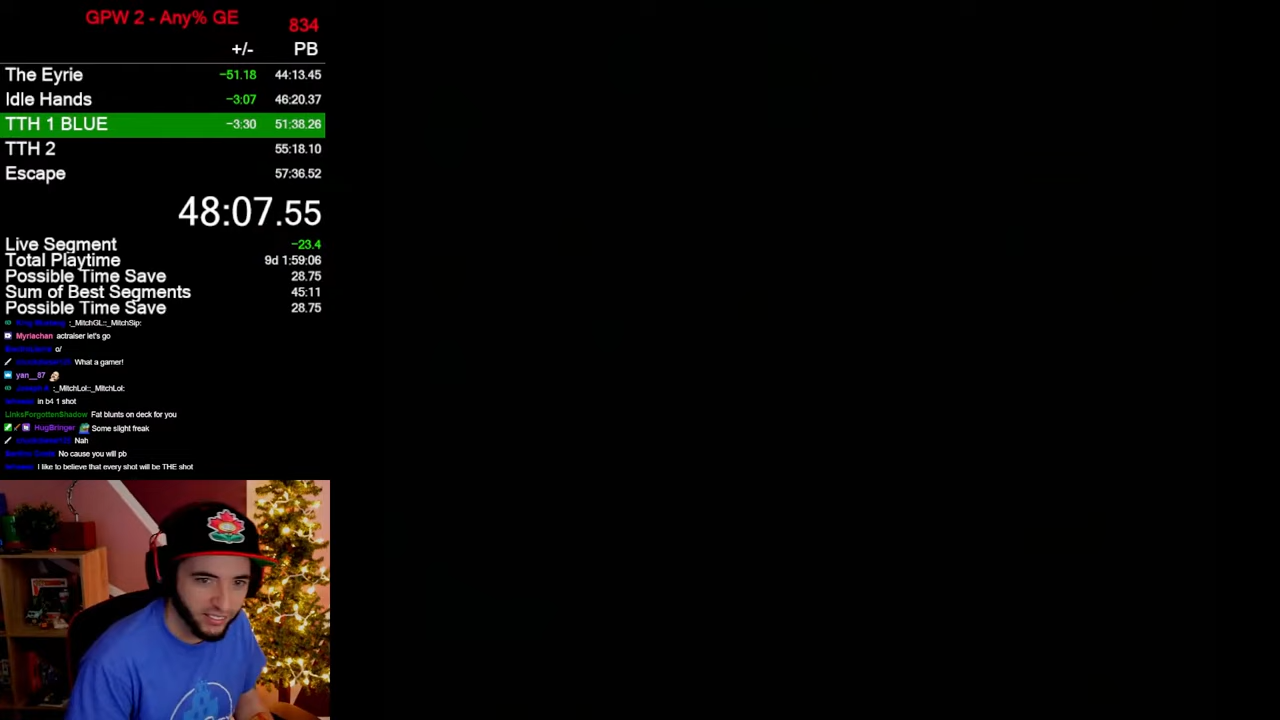 GPW 2 - Any% GE
834
+/- PB
The Eyrie -51.18 44:13.45
Idle Hands -3:07 46:20.37
TTH 1 BLUE -3:30 51:38.26
TTH 2 55:18.10
Escape 57:36.52
48:07.55
Live Segment -23.4
Total Playtime 9d 1:59:06
Possible Time Save 28.75
Sum of Best Segments 45:11
Possible Time Save 28.75
:_MitchGL::_MitchSip:
Myriachan actraiser let's go
o/
What a gamer!
yan__87
:_MitchLol::_MitchLol:
in b4 1 shot
LinksForgottenShadow Fat blunts on deck for you
HugBringer Some slight freak
Nah
No cause you will pb
I like to believe that every shot will be THE shot